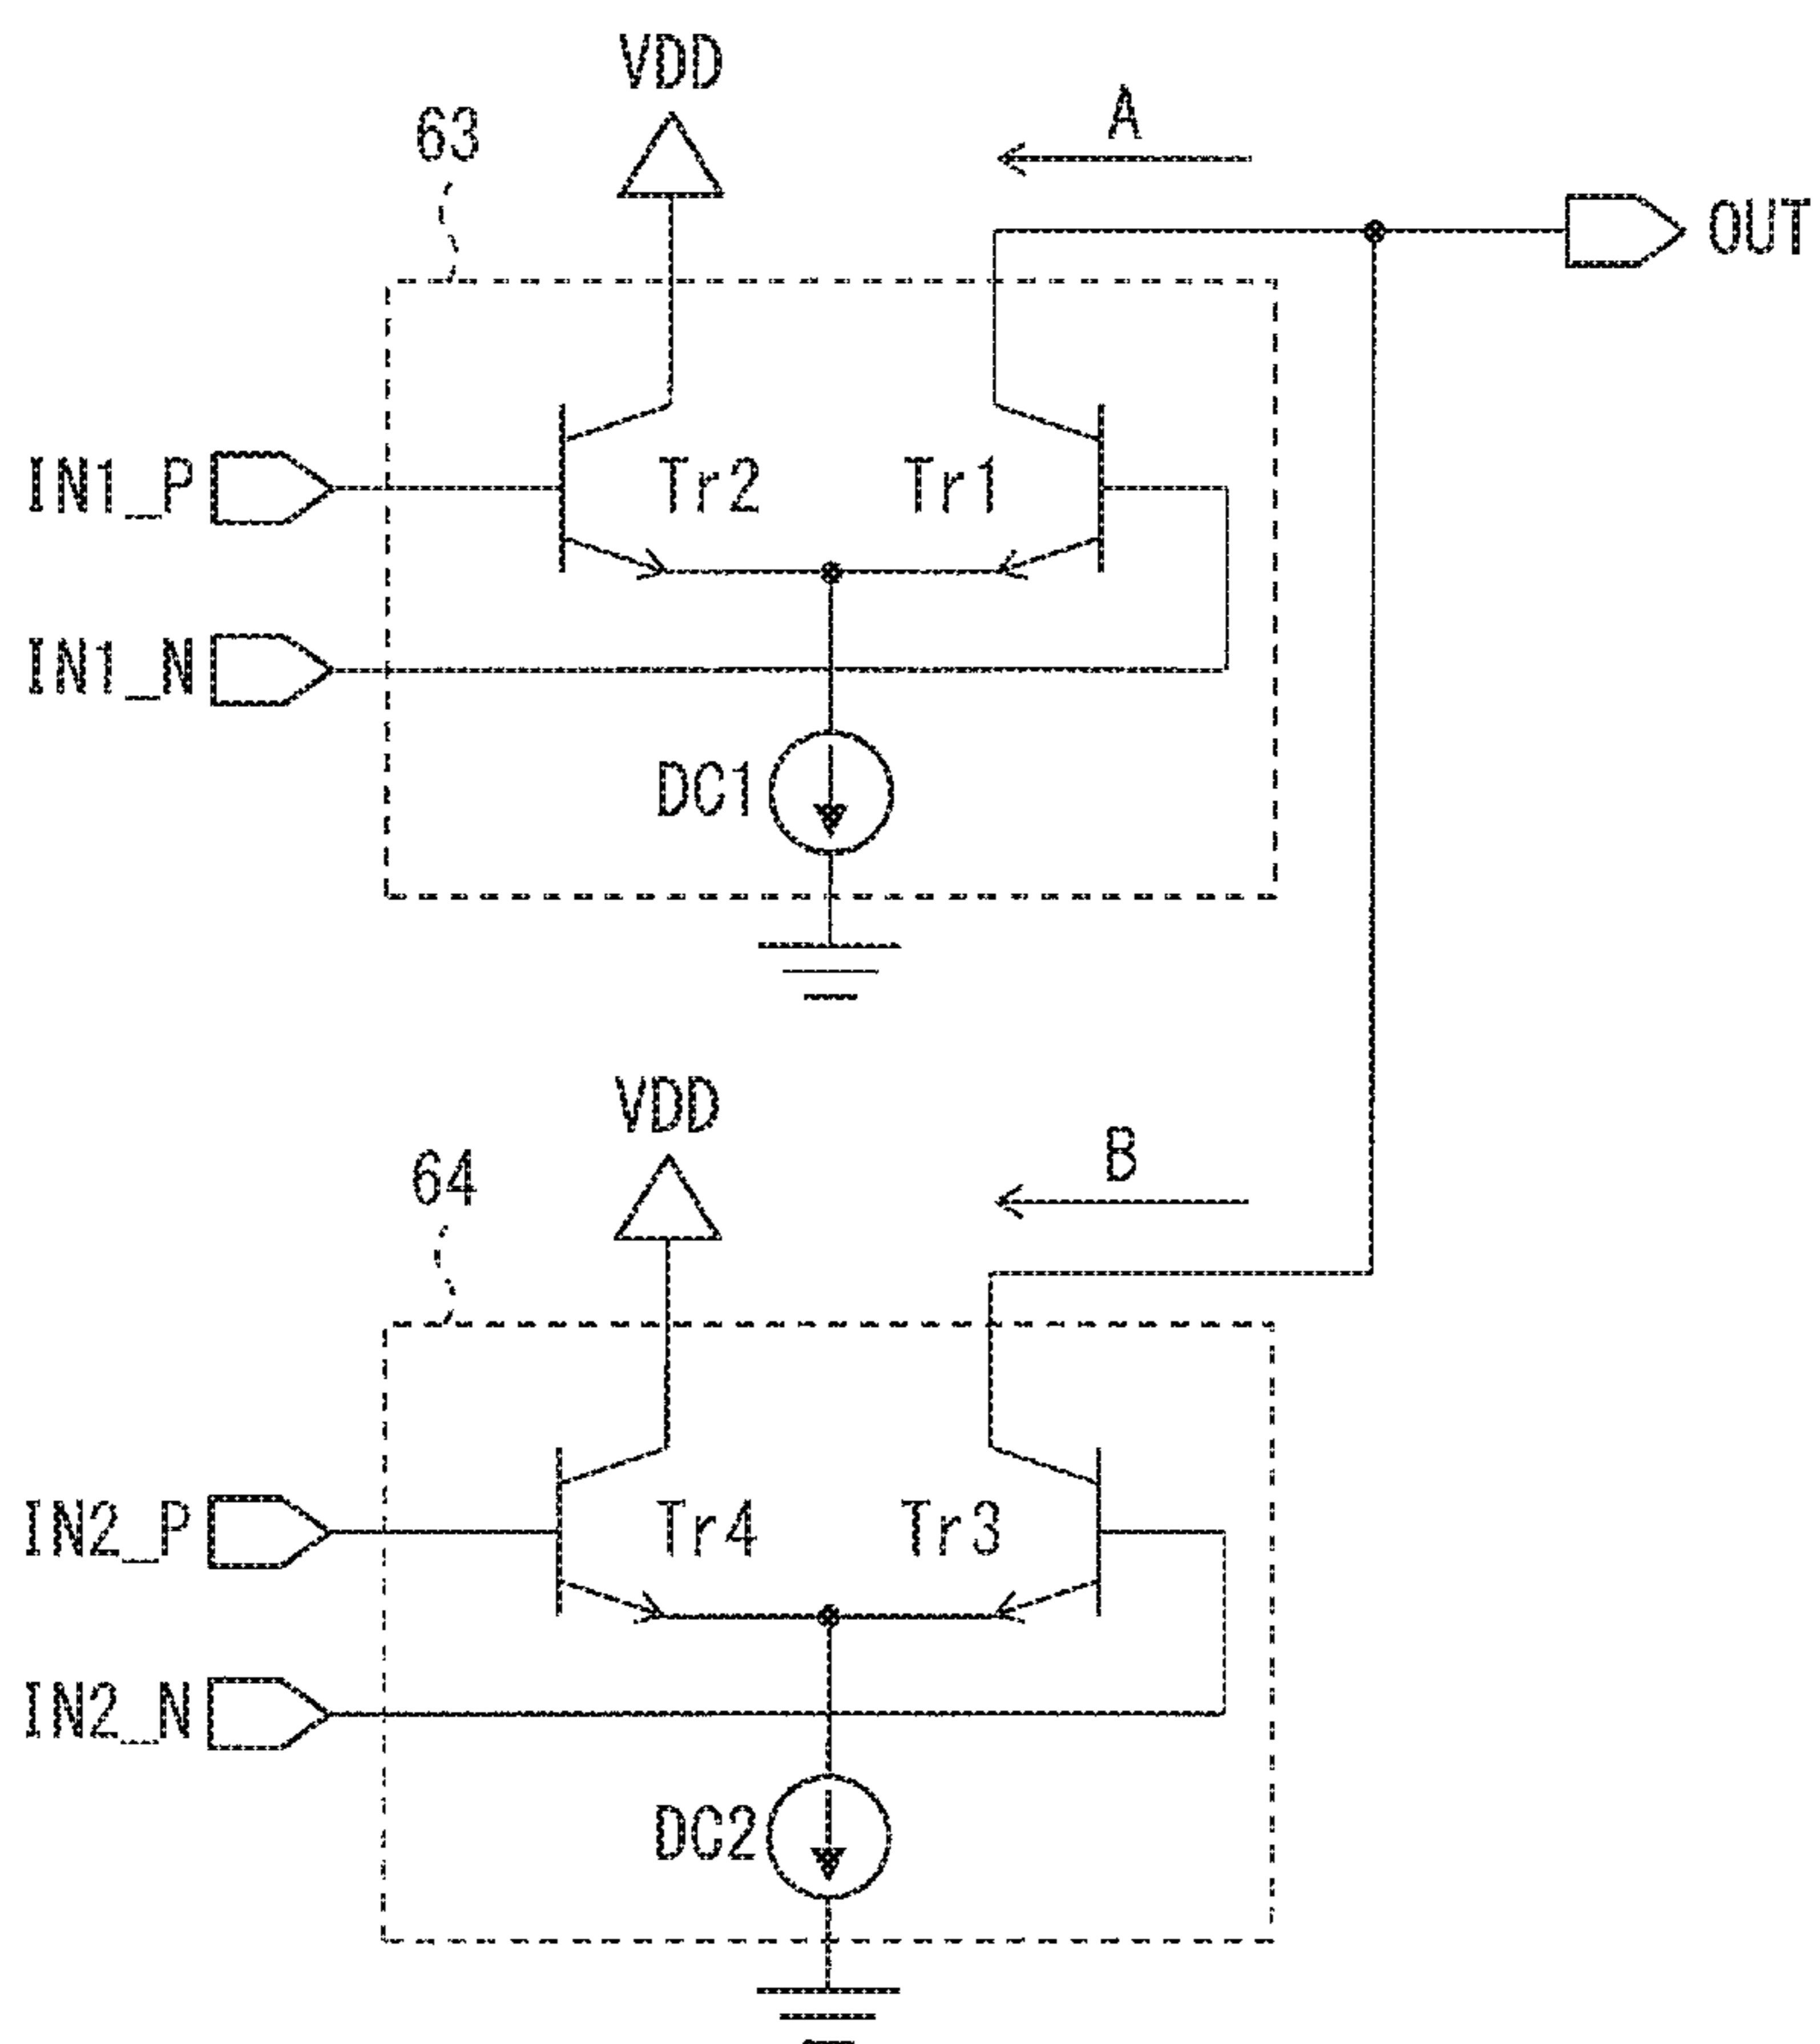 VDD
63
A
OUT
IN1_P
Tr2
Tr1
IN1_N
DC1
VDD
64
B
IN2_P
Tr4
Tr3
IN2_N
DC2